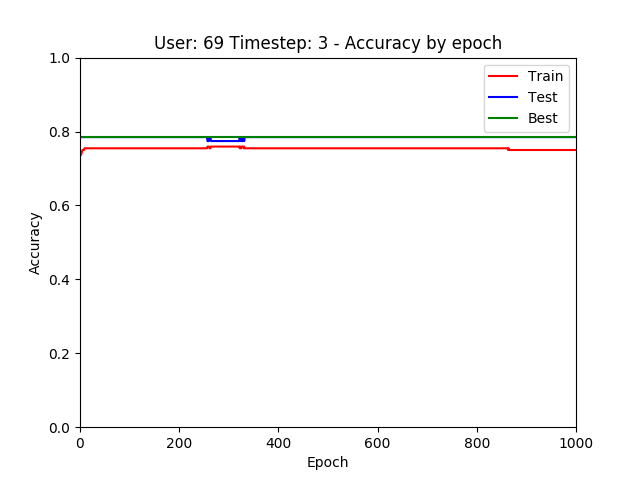 User: 69 Timestep: 3 - Accuracy by epoch
Train
Test
Best
1.0
0.8
0.6
0.4
0.2
0.0
Accuracy
0 200 400 600 800 1000
Epoch